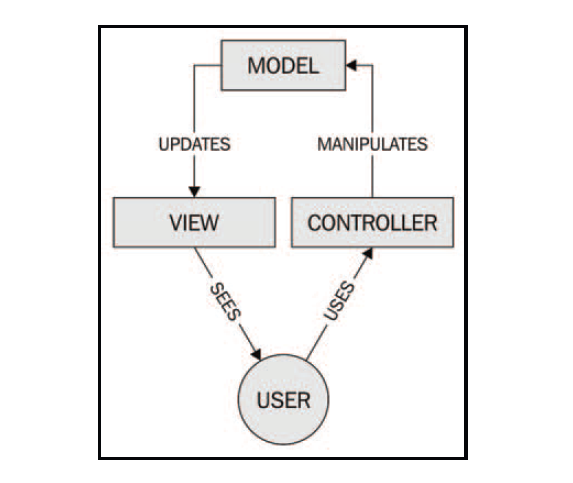 MODEL
UPDATES
MANIPULATES
VIEW
CONTROLLER
SEES
USES
USER